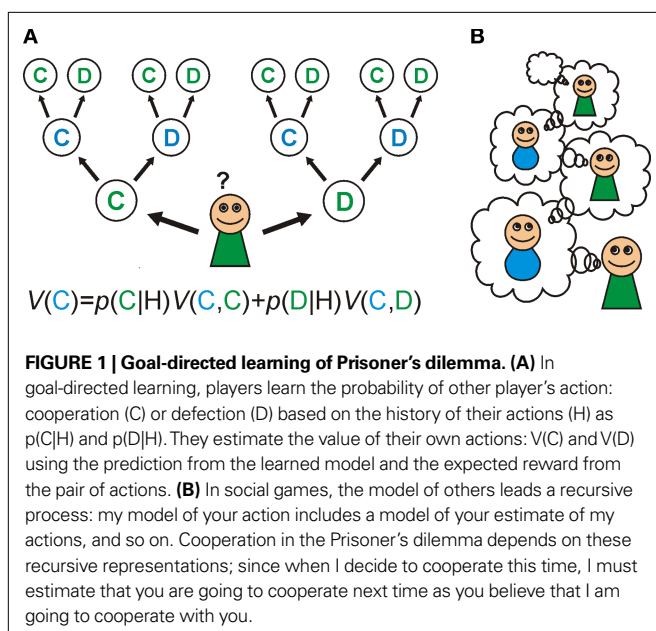 A
B
C D C D C D C D
C D C D
?
C D
V(C)=p(C|H)V(C,C)+p(D|H)V(C,D)
FIGURE 1 | Goal-directed learning of Prisoner's dilemma. (A) In
goal-directed learning, players learn the probability of other player's action:
cooperation (C) or defection (D) based on the history of their actions (H) as
p(C|H) and p(D|H). They estimate the value of their own actions: V(C) and V(D)
using the prediction from the learned model and the expected reward from
the pair of actions. (B) In social games, the model of others leads a recursive
process: my model of your action includes a model of your estimate of my
actions, and so on. Cooperation in the Prisoner's dilemma depends on these
recursive representations; since when I decide to cooperate this time, I must
estimate that you are going to cooperate next time as you believe that I am
going to cooperate with you.